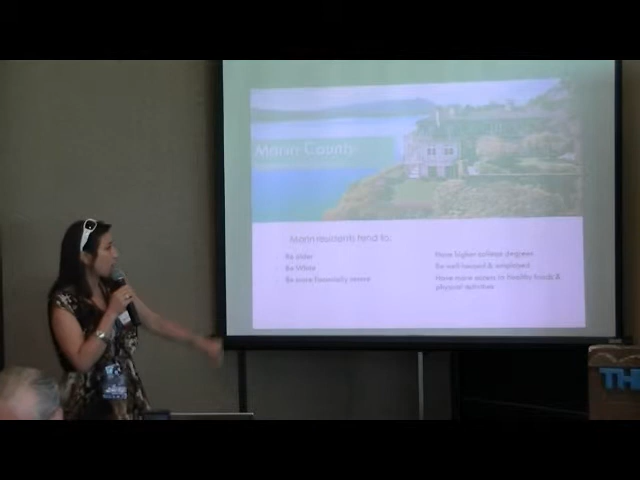 Marin County
Marin residents tend to:
Be older
Be White
Be more financially secure
Have higher college degrees
Be well-housed & employed
Have more access to healthy foods &
physical activities
TH